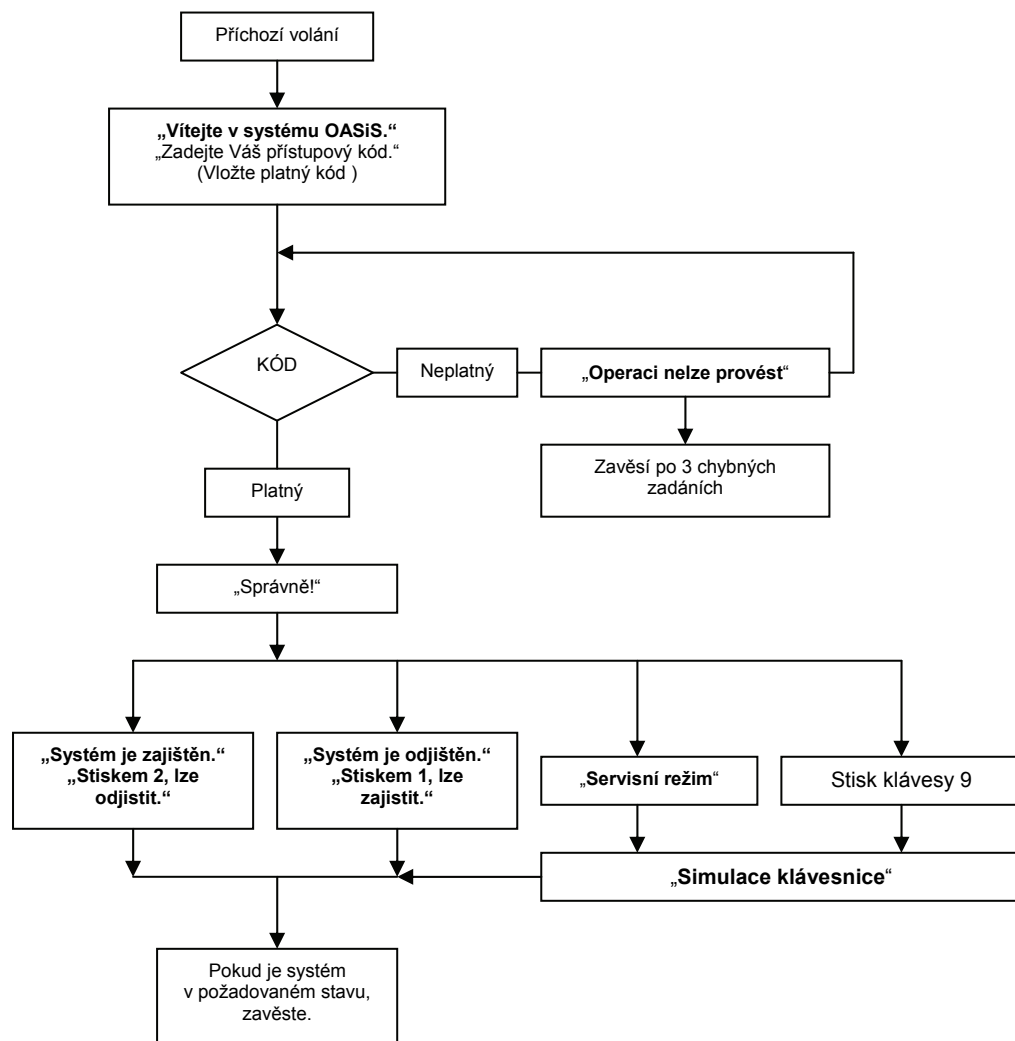 Příchozí volání
„Vítejte v systému OASiS.“
„Zadejte Váš přístupový kód.“
(Vložte platný kód )
KÓD
Neplatný
„Operaci nelze provést“
Zavěsí po 3 chybných
zadáních
Platný
„Správně!“
„Systém je zajištěn.“
„Stiskem 2, lze
odjistit.“
„Systém je odjištěn.“
„Stiskem 1, lze
zajistit.“
„Servisní režim“
Stisk klávesy 9
„Simulace klávesnice“
Pokud je systém
v požadovaném stavu,
zavěste.